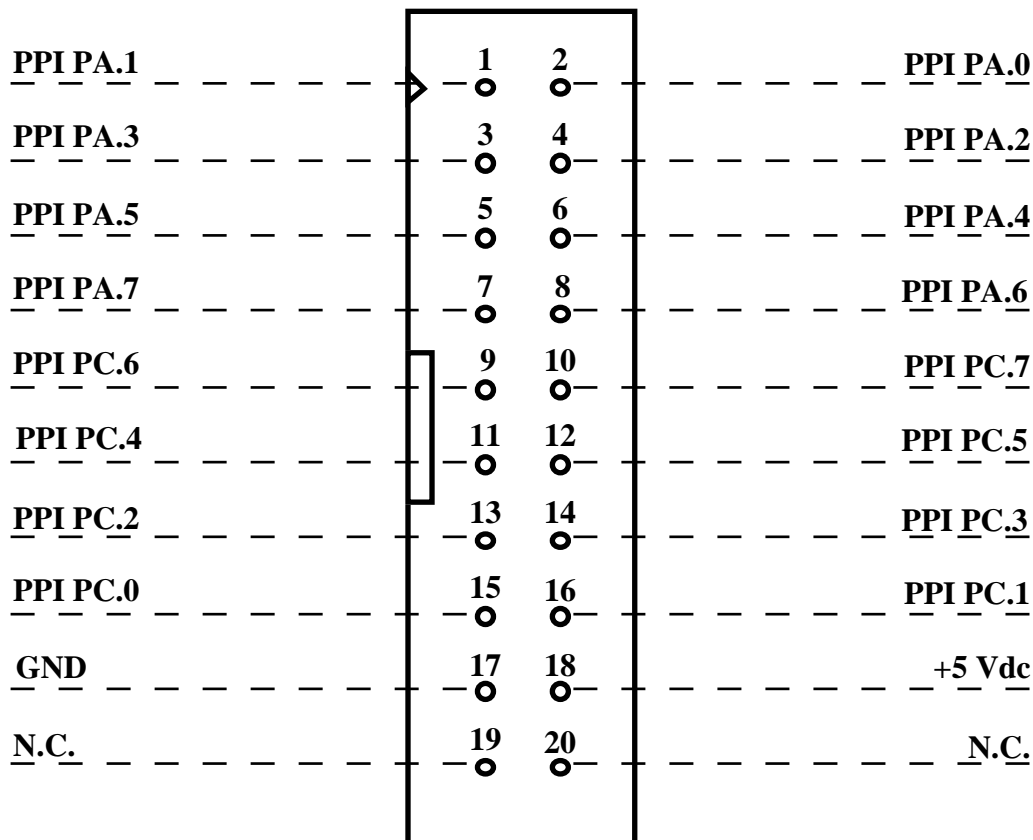 PPI PA.1 1 2 PPI PA.0
PPI PA.3 3 4 PPI PA.2
PPI PA.5 5 6 PPI PA.4
PPI PA.7 7 8 PPI PA.6
PPI PC.6 9 10 PPI PC.7
PPI PC.4 11 12 PPI PC.5
PPI PC.2 13 14 PPI PC.3
PPI PC.0 15 16 PPI PC.1
GND 17 18 +5 Vdc
N.C. 19 20 N.C.